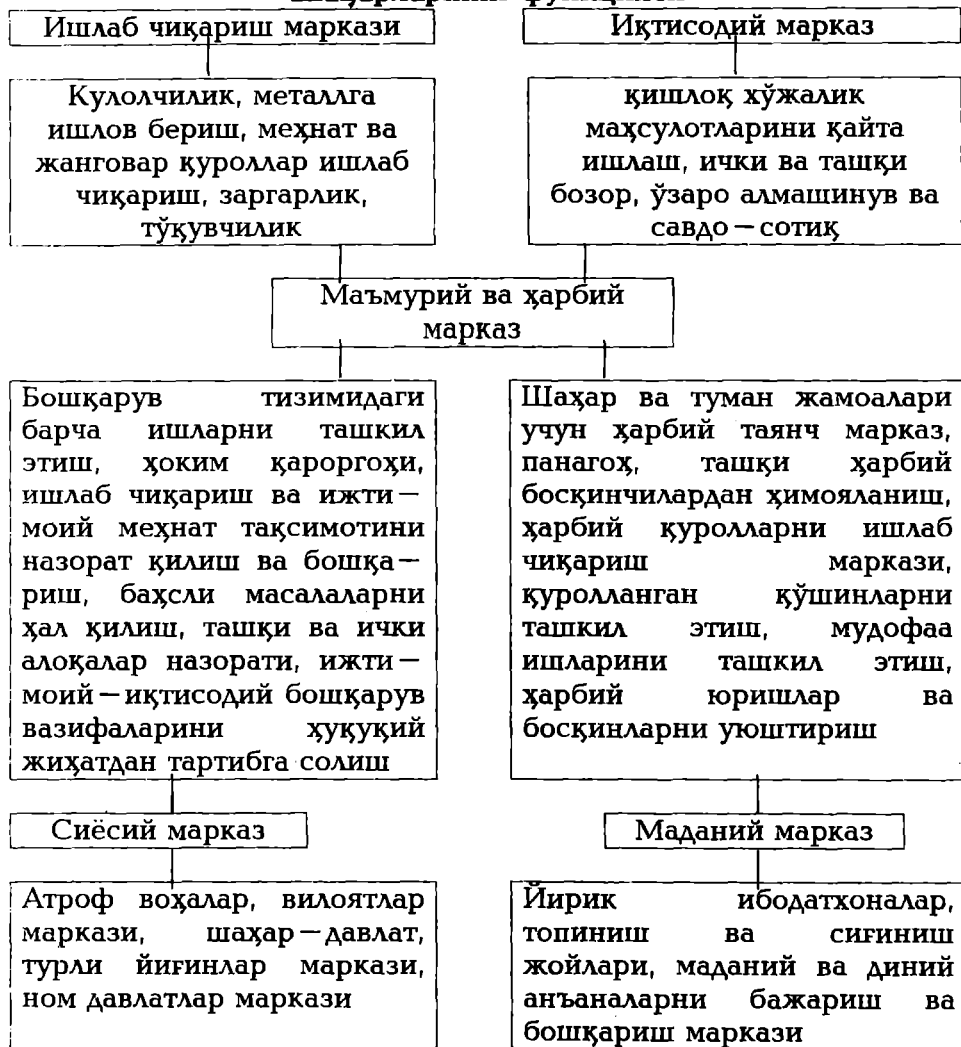 функцияси
Ишлаб чиқариш маркази
Иқтисодий марказ
Кулолчилик, металлга
ишлов бериш, меҳнат ва
жанговар қуроллар ишлаб
чиқариш, заргарлик,
тўқувчилик
қишлоқ хўжалик
маҳсулотларини қайта
ишлаш, ички ва ташқи
бозор, ўзаро алмашинув ва
савдо–сотиқ
Маъмурий ва ҳарбий
марказ
Бошқарув тизимидаги
барча ишларни ташкил
этиш, ҳоким қароргоҳи,
ишлаб чиқариш ва ижти–
моий меҳнат тақсимотини
назорат қилиш ва бошқа–
риш, баҳсли масалаларни
ҳал қилиш, ташқи ва ички
алоқалар назорати, ижти–
моий–иқтисодий бошқарув
вазифаларини ҳуқуқий
жиҳатдан тартибга солиш
Шаҳар ва туман жамоалари
учун ҳарбий таянч марказ,
панагоҳ, ташқи ҳарбий
босқинчилардан ҳимояланиш,
ҳарбий қуролларни ишлаб
чиқариш маркази,
қуролланган қўшинларни
ташкил этиш, мудофаа
ишларини ташкил этиш,
ҳарбий юришлар ва
босқинларни уюштириш
Сиёсий марказ
Маданий марказ
Атроф воҳалар, вилоятлар
маркази, шаҳар–давлат,
турли йиғинлар маркази,
ном давлатлар маркази
Йирик ибодатхоналар,
топиниш ва сиғиниш
жойлари, маданий ва диний
анъаналарни бажариш ва
бошқариш маркази